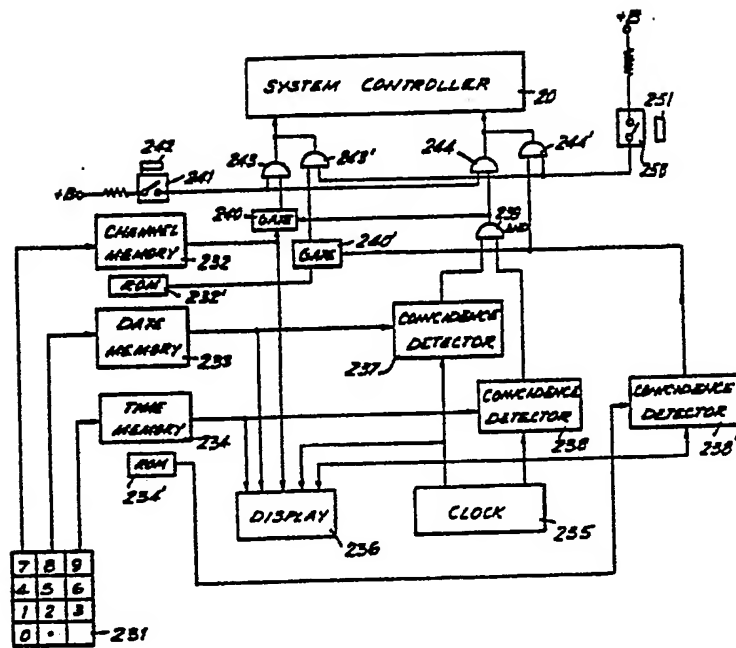 +B
SYSTEM CONTROLLER
20
251
258
242
241
+B
243
243'
244
244'
240
GATE
239
AND
CHANNEL
MEMORY
232
GATE
240'
ROM
232'
DATE
MEMORY
233
COINCIDENCE
DETECTOR
237
TIME
MEMORY
234
COINCIDENCE
DETECTOR
238
COINCIDENCE
DETECTOR
238'
ROM
234'
DISPLAY
236
CLOCK
235
7 8 9
4 5 6
1 2 3
0 ·
231